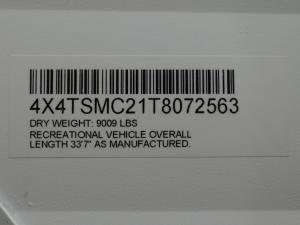 4X4TSMC21T8072563
DRY WEIGHT: 9009 LBS
RECREATIONAL VEHICLE OVERALL
LENGTH 33'7" AS MANUFACTURED.